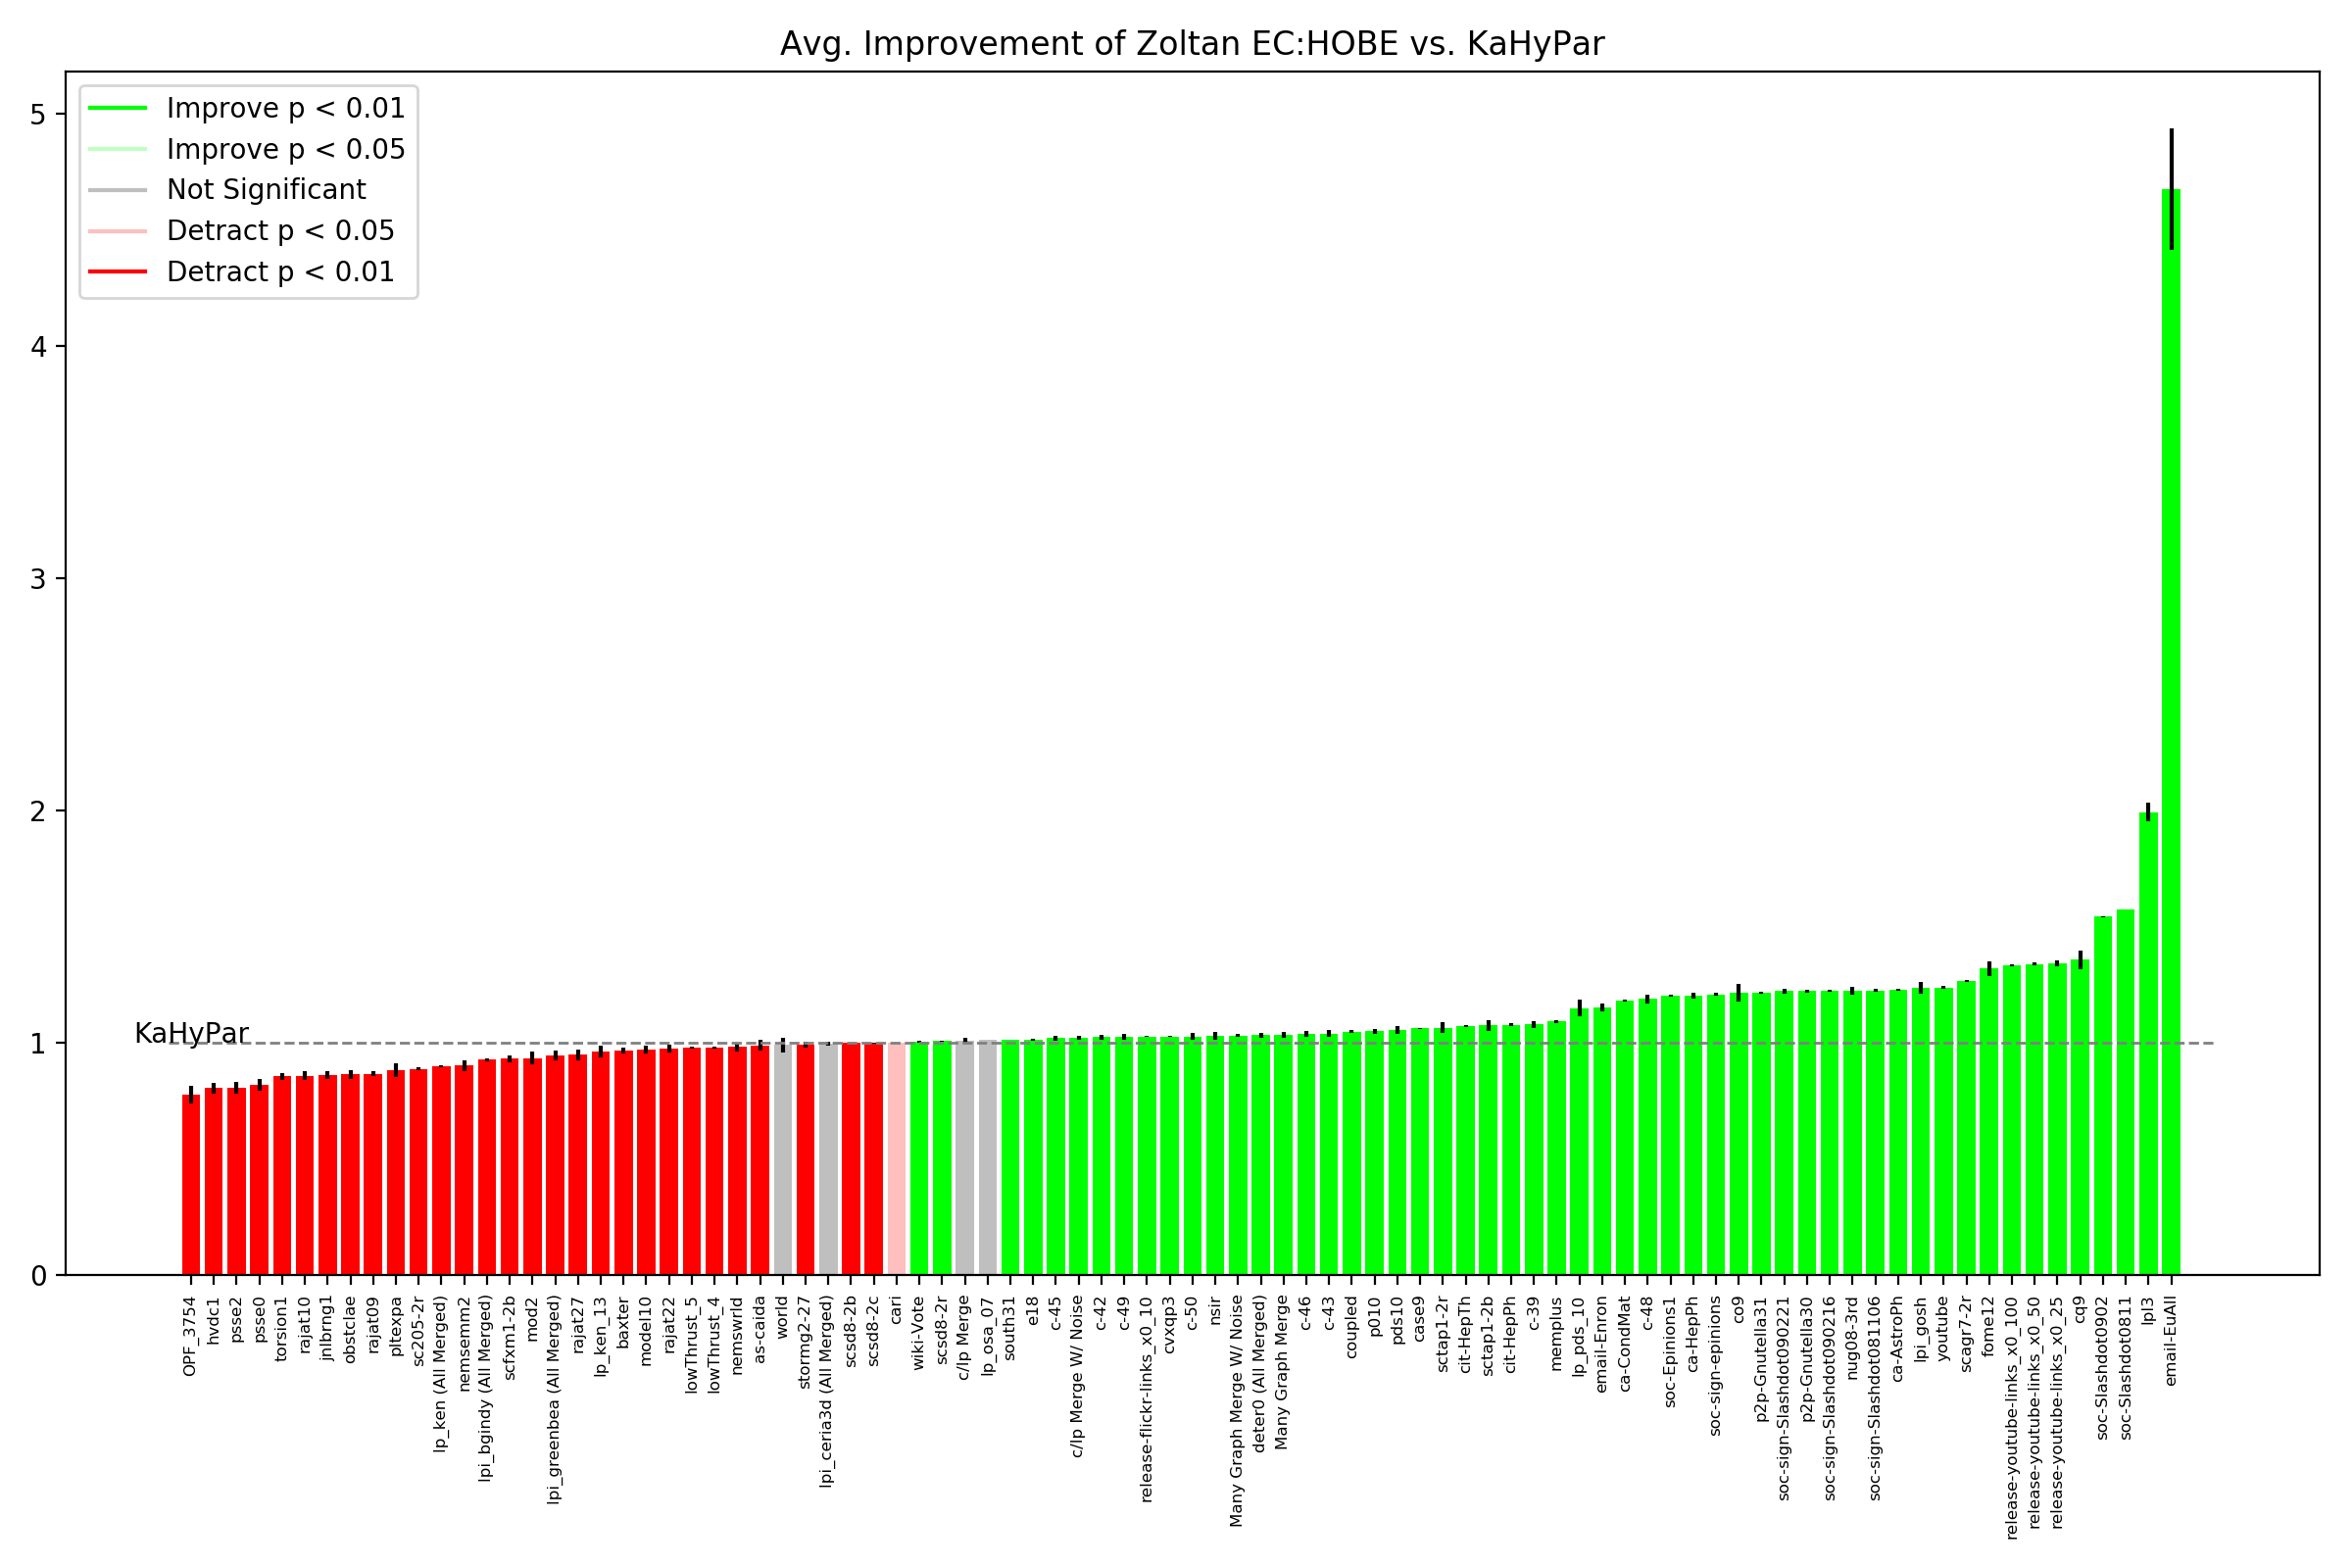 Avg. Improvement of Zoltan EC:HOBE vs. KaHyPar
Improve p < 0.01
Improve p < 0.05
Not Significant
Detract p < 0.05
Detract p < 0.01
5
4
3
2
1
0
KaHyPar
OPF_3754
hvdc1
psse2
psse0
torsion1
rajat10
jnlbrng1
obstclae
rajat09
pltexpa
sc205-2r
lp_ken (All Merged)
nemsemm2
lpi_bgindy (All Merged)
scfxm1-2b
mod2
lpi_greenbea (All Merged)
rajat27
lp_ken_13
baxter
model10
rajat22
lowThrust_5
lowThrust_4
nemswrld
as-caida
world
stormg2-27
lpi_ceria3d (All Merged)
scsd8-2b
scsd8-2c
cari
wiki-Vote
scsd8-2r
c/lp Merge
lp_osa_07
south31
e18
c-45
c/lp Merge W/ Noise
c-42
c-49
release-flickr-links_x0_10
cvxqp3
c-50
nsir
Many Graph Merge W/ Noise
deter0 (All Merged)
Many Graph Merge
c-46
c-43
coupled
p010
pds10
case9
sctap1-2r
cit-HepTh
sctap1-2b
cit-HepPh
c-39
memplus
lp_pds_10
email-Enron
ca-CondMat
c-48
soc-Epinions1
ca-HepPh
soc-sign-epinions
co9
p2p-Gnutella31
soc-sign-Slashdot090221
p2p-Gnutella30
soc-sign-Slashdot090216
nug08-3rd
soc-sign-Slashdot081106
ca-AstroPh
lpi_gosh
youtube
scagr7-2r
fome12
release-youtube-links_x0_100
release-youtube-links_x0_50
release-youtube-links_x0_25
cq9
soc-Slashdot0902
soc-Slashdot0811
lpl3
email-EuAll